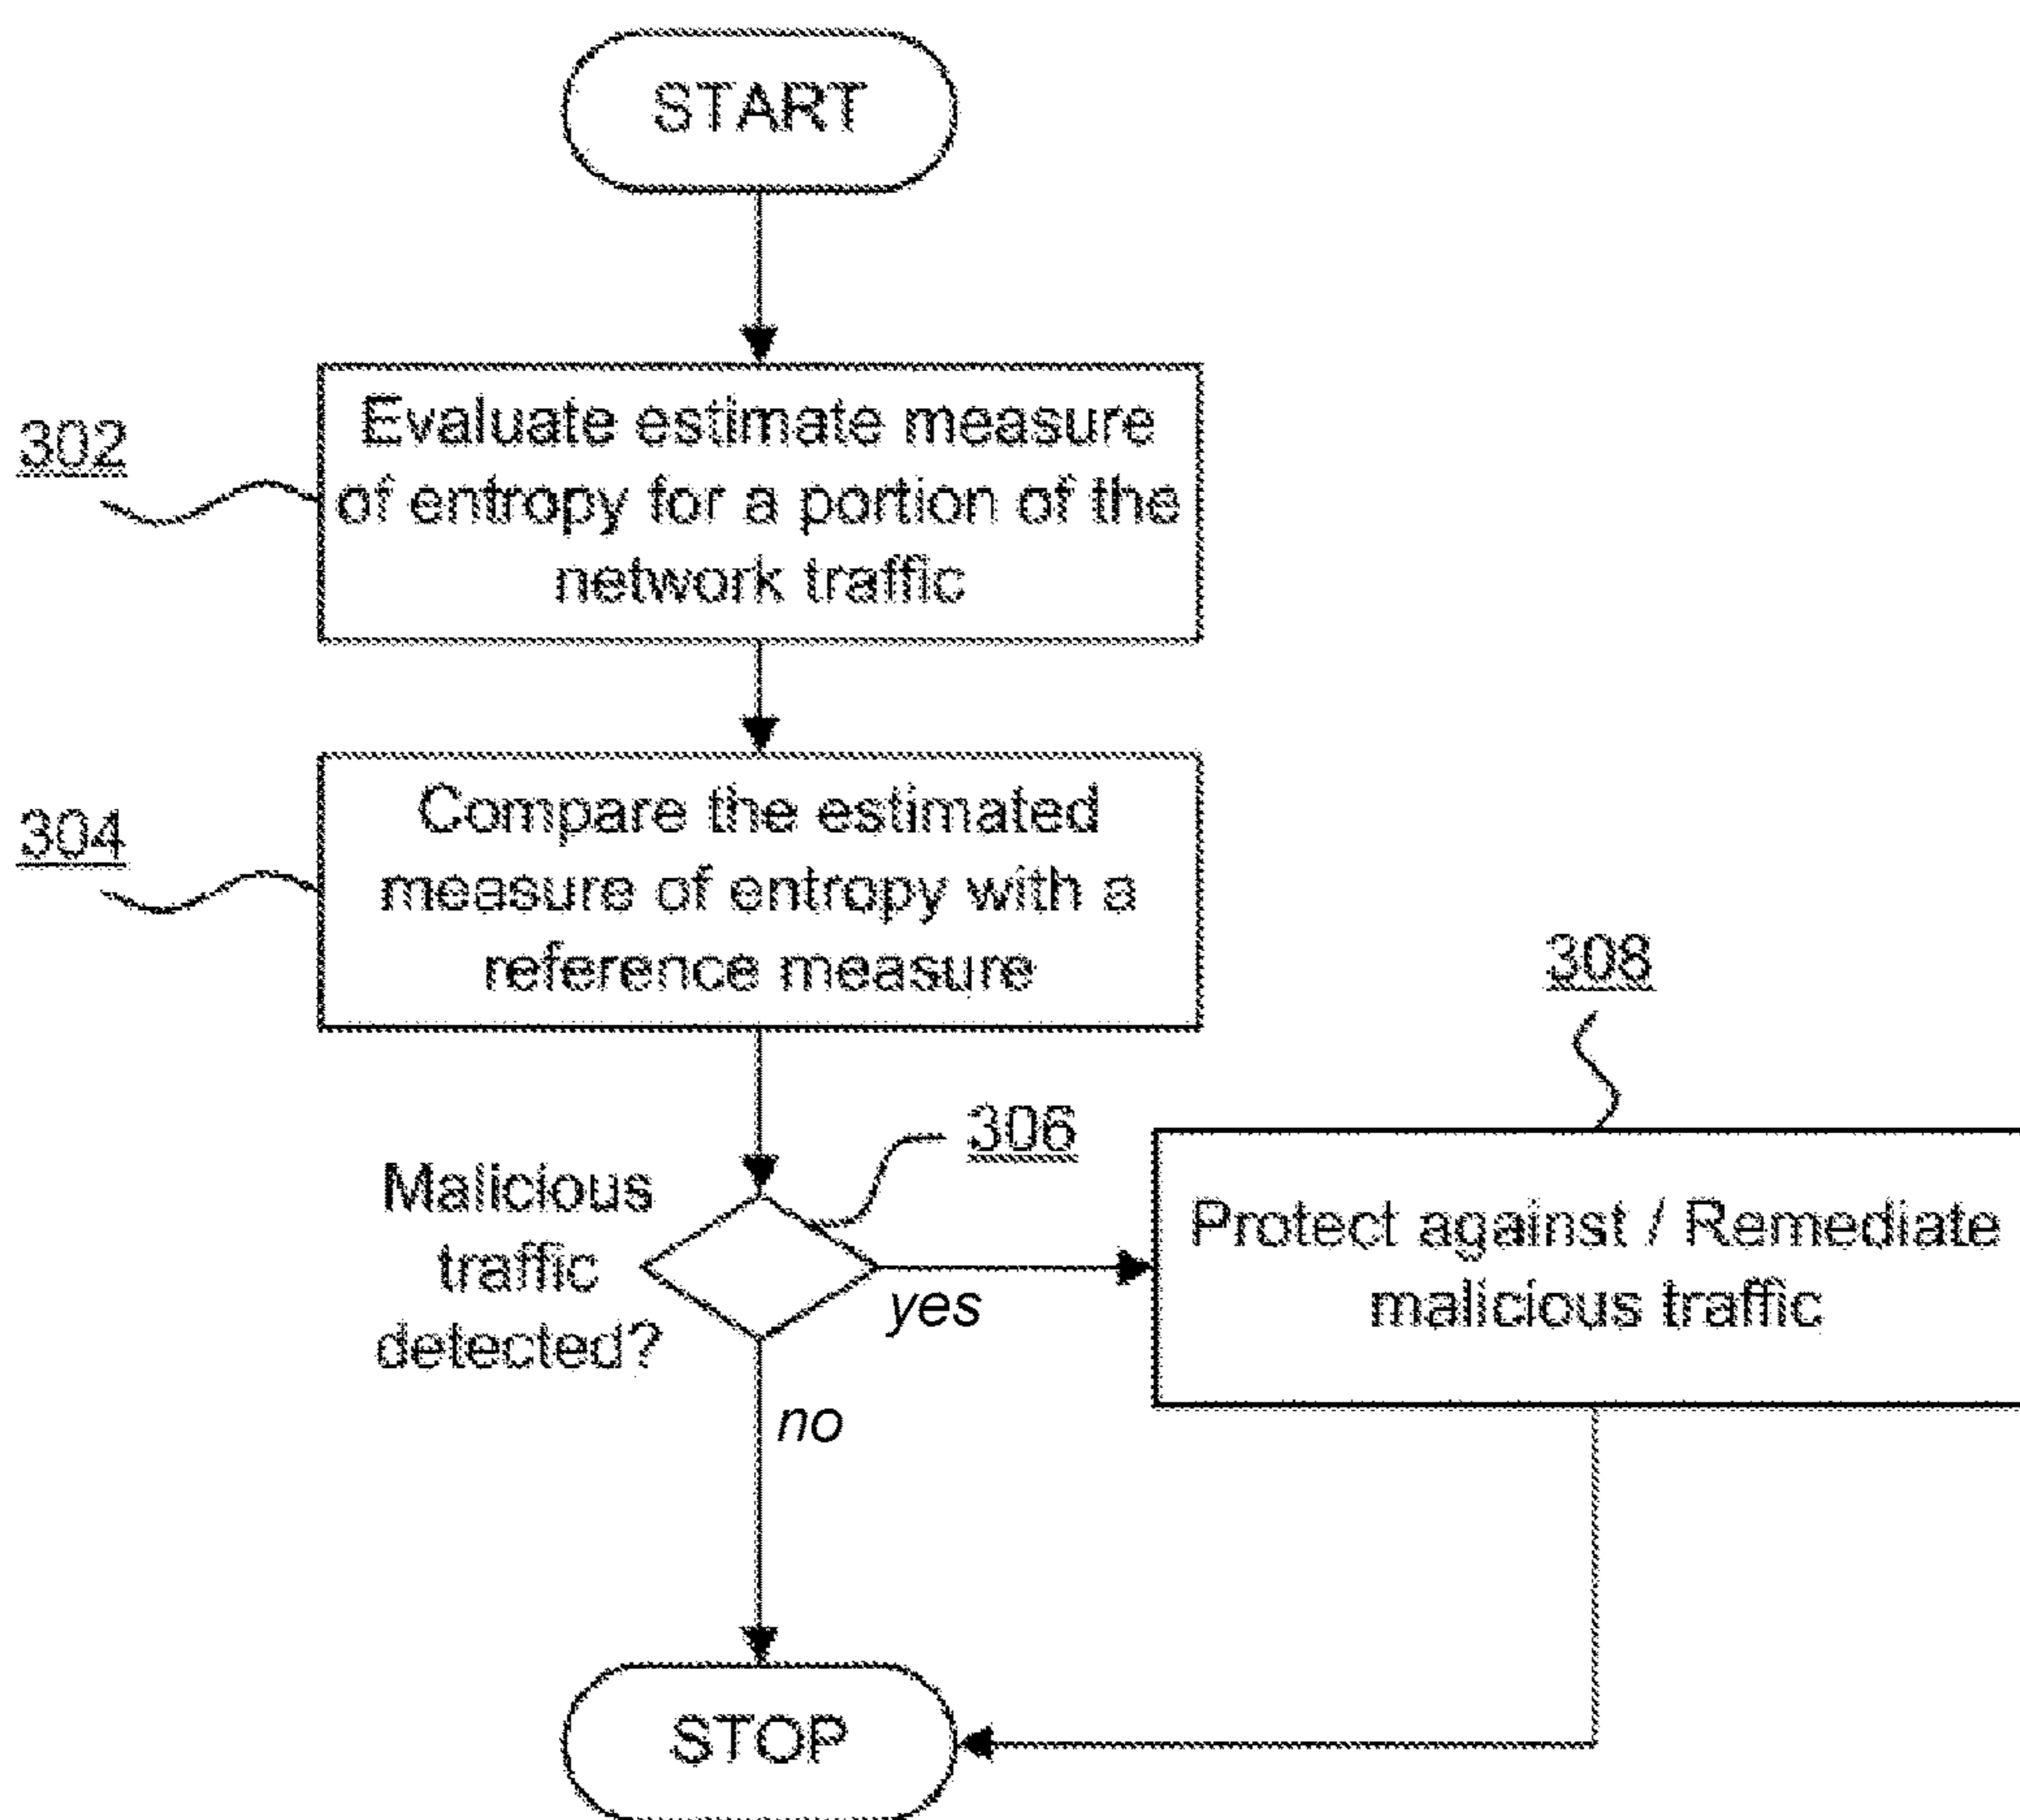 START
302
Evaluate estimate measure
of entropy for a portion of the
network traffic
304
Compare the estimated
measure of entropy with a
reference measure
308
306
Malicious
traffic
detected?
yes
Protect against / Remediate
malicious traffic
no
STOP